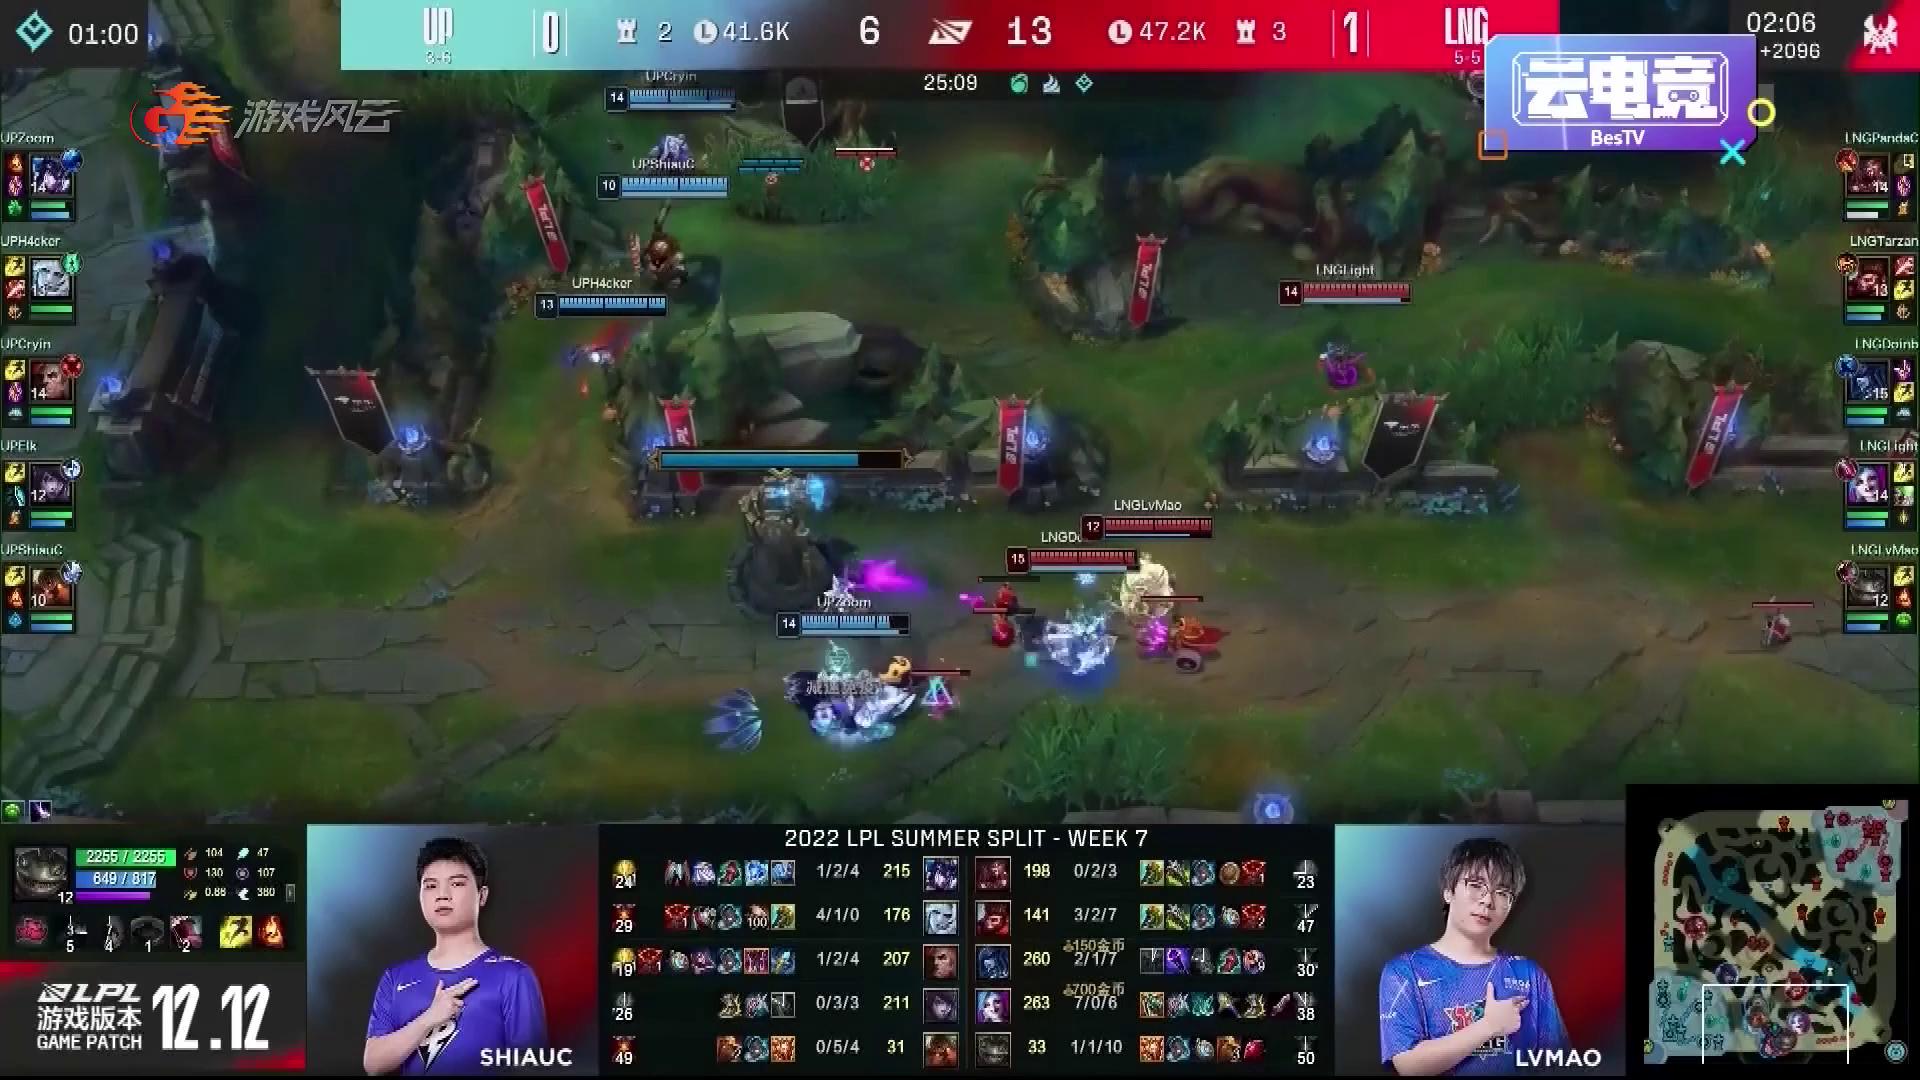 01:00
UP
3-6
0
2
41.6K
6
13
47.2K
3
1
LNG
5-5
02:06
+2096
25:09
游戏风云
云电竞
BesTV
UPCryin
14
UPShiauC
10
UPH4cker
13
LNGLight
14
LNGLvMao
12
LNGDo
15
UPZoom
14
减速免疫
UPZoom
14
UPH4cker
13
UPCryin
14
UPElk
12
UPShiauC
10
LNGPandaC
14
LNGTarzan
13
LNGDoinb
15
LNGLight
14
LNGLvMao
12
2255 / 2255
649 / 817
12
104 47
130 107
0.88 380
3 5
7 4
1
2
LPL
游戏版本
GAME PATCH
12.12
SHIAUC
2022 LPL SUMMER SPLIT - WEEK 7
24 1/2/4 215 198 0/2/3 23
29 100 4/1/0 176 141 3/2/7 47
150金币
19 1/2/4 207 260 2/1/7 30
700金币
26 0/3/3 211 263 7/0/6 38
49 0/5/4 31 33 1/1/10 50
LVMAO